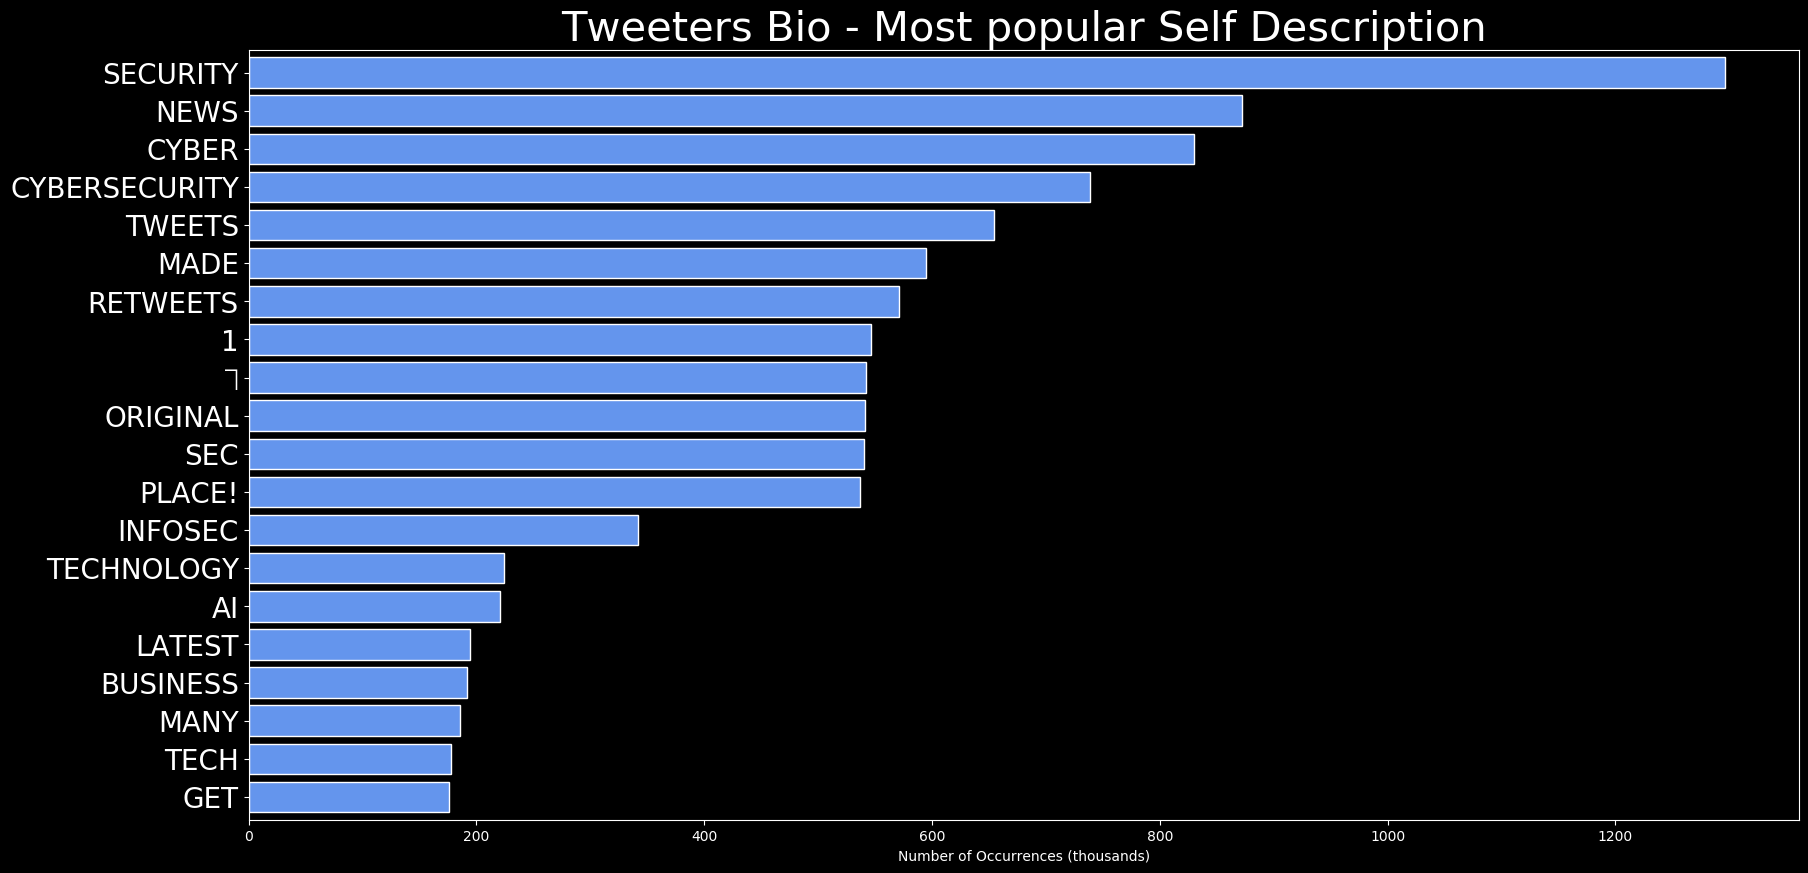 Tweeters Bio - Most popular Self Description
SECURITY
NEWS
CYBER
CYBERSECURITY
TWEETS
MADE
RETWEETS
1
ORIGINAL
SEC
PLACE!
INFOSEC
TECHNOLOGY
AI
LATEST
BUSINESS
MANY
TECH
GET
0 200 400 600 800 1000 1200
Number of Occurrences (thousands)